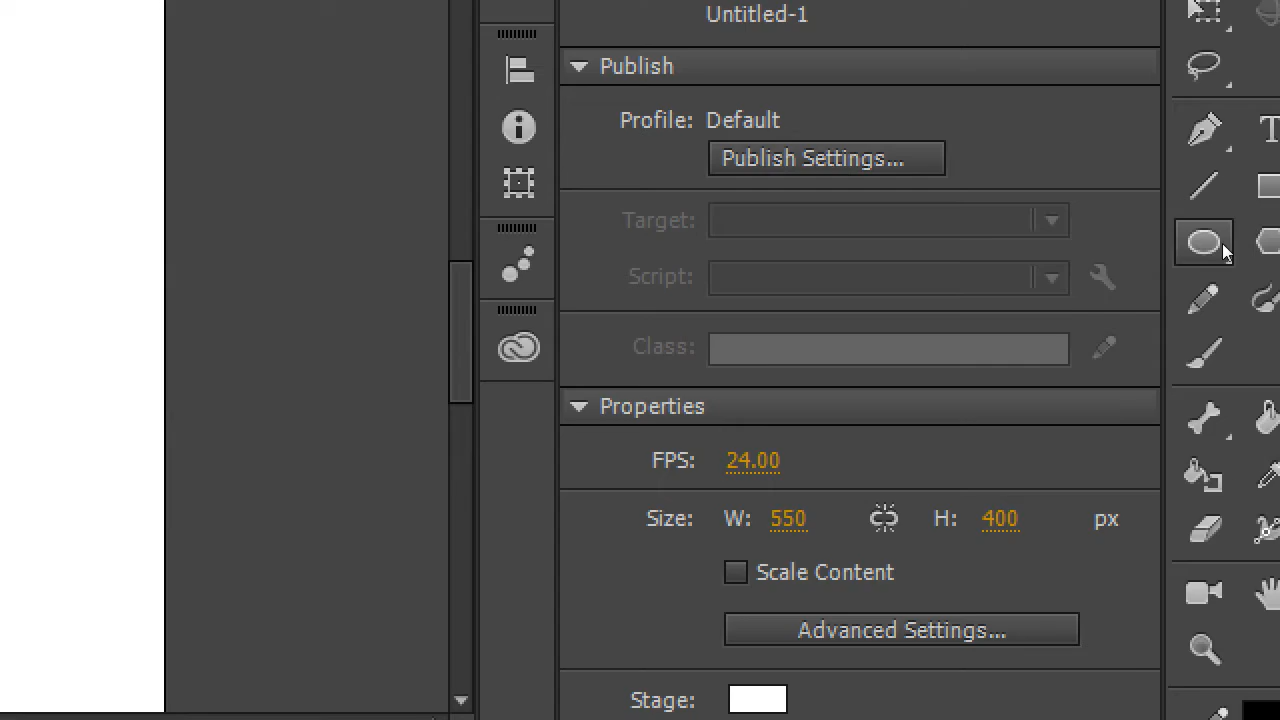 Untitled-1
Publish
Profile: Default
Publish Settings...
Target:
Script:
Class:
Properties
FPS: 24.00
Size: W: 550 H: 400 px
Scale Content
Advanced Settings...
Stage: